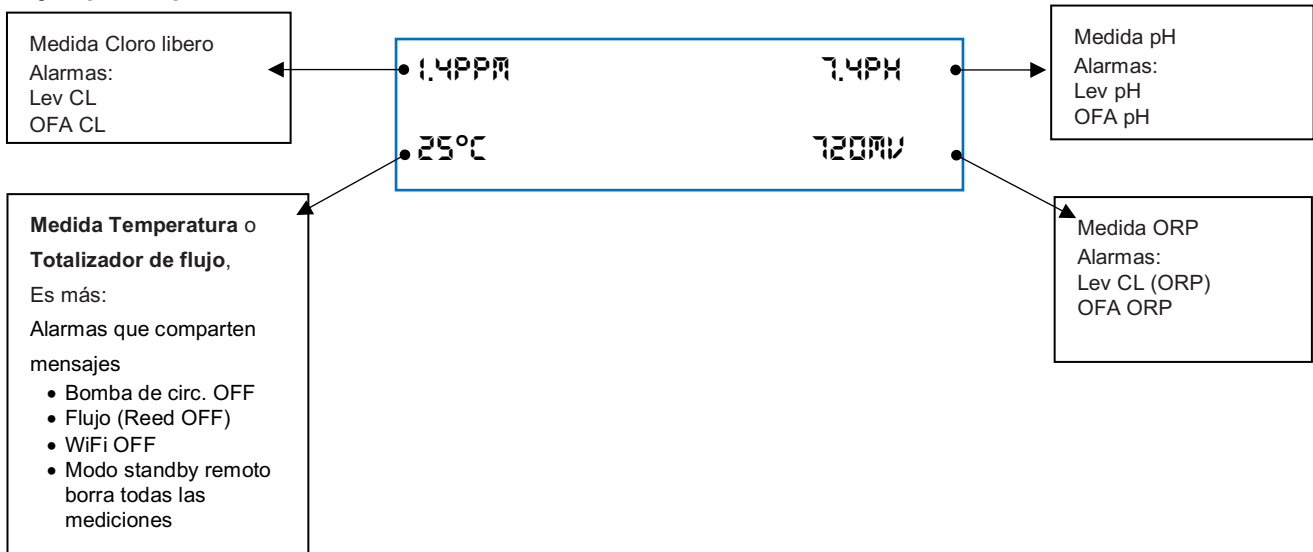 Medida Cloro libero
Alarmas:
Lev CL
OFA CL
1.4PPM
7.4PH
25°C
720MV
Medida pH
Alarmas:
Lev pH
OFA pH
Medida Temperatura o
Totalizador de flujo,
Es más:
Alarmas que comparten
mensajes
• Bomba de circ. OFF
• Flujo (Reed OFF)
• WiFi OFF
• Modo standby remoto
borra todas las
mediciones
Medida ORP
Alarmas:
Lev CL (ORP)
OFA ORP